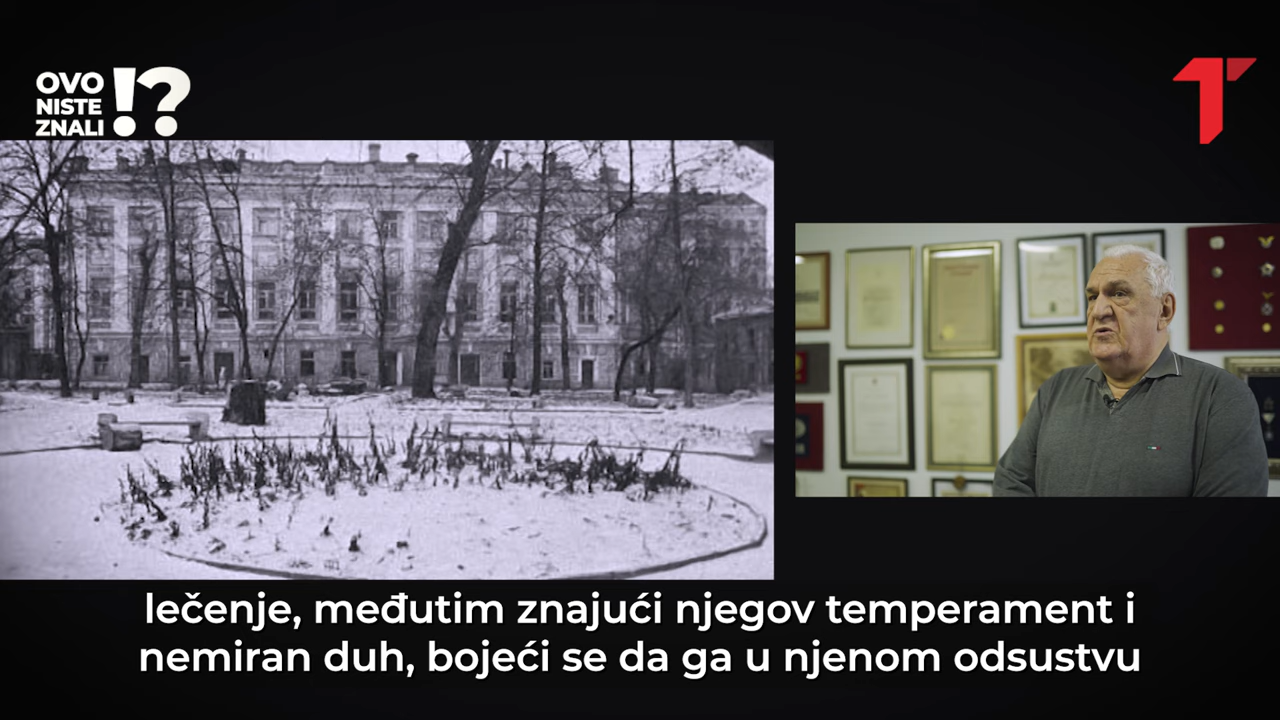 OVO
NISTE
ZNALI !?
lečenje, međutim znajući njegov temperament i
nemiran duh, bojeći se da ga u njenom odsustvu